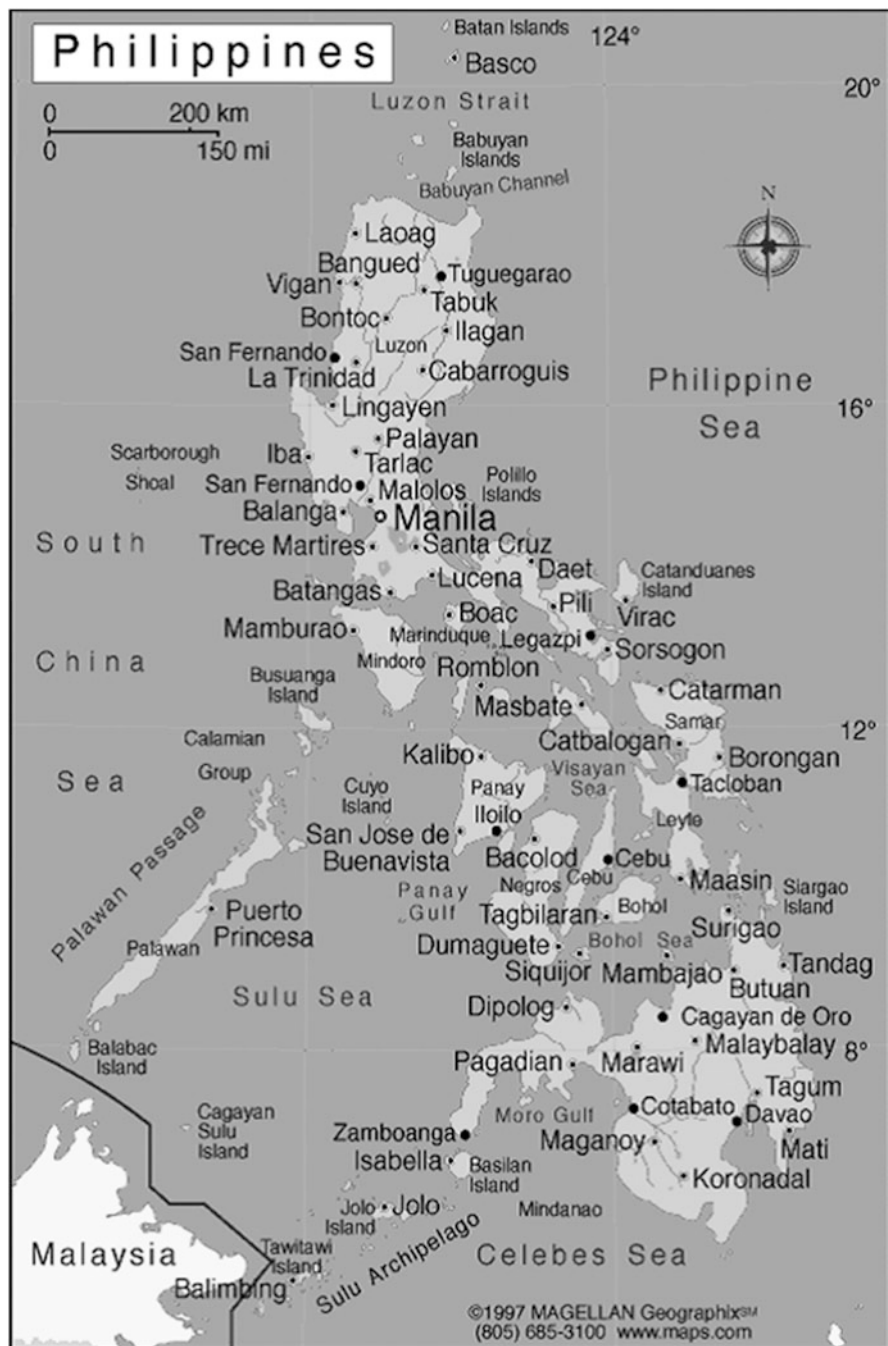 Philippines
Batan Islands
124°
Basco
20°
0 200 km
0 150 mi
Luzon Strait
Babuyan
Islands
Babuyan Channel
N
Laoag
Bangued
Tuguegarao
Vigan
Tabuk
Bontoc
Ilagan
San Fernando
Luzon
La Trinidad
Cabarroguis
Philippine
Sea
Lingayen
16°
Palayan
Iba
Tarlac
Scarborough
Shoal
San Fernando
Malolos
Polillo
Islands
Balanga
Manila
South
Trece Martires
Santa Cruz
Daet
Catanduanes
Island
Lucena
Batangas
Pili
Virac
Boac
Mamburao
Marinduque
Legazpi
China
Mindoro
Sorsogon
Busuanga
Island
Romblon
Catarman
Masbate
Samar
12°
Calamian
Group
Catbalogan
Kalibo
Borongan
Visayan
Sea
Sea
Cuyo
Island
Panay
Tacloban
Iloilo
Leyte
San Jose de
Buenavista
Palawan Passage
Bacolod
Cebu
Cebu
Negros
Maasin
Siargao
Island
Panay
Gulf
Puerto
Princesa
Tagbilaran
Bohol
Surigao
Palawan
Dumaguete
Bohol Sea
Siquijor
Mambajao
Tandag
Butuan
Sulu Sea
Dipolog
Cagayan de Oro
Balabac
Island
Pagadian
Marawi
Malaybalay
8°
Tagum
Cagayan
Sulu
Island
Moro Gulf
Cotabato
Davao
Zamboanga
Maganoy
Mati
Isabella
Basilan
Island
Koronadal
Jolo
Island
Jolo
Mindanao
Sulu Archipelago
Malaysia
Tawitawi
Island
Celebes Sea
Balimbing
©1997 MAGELLAN Geographix℠
(805) 685-3100 www.maps.com